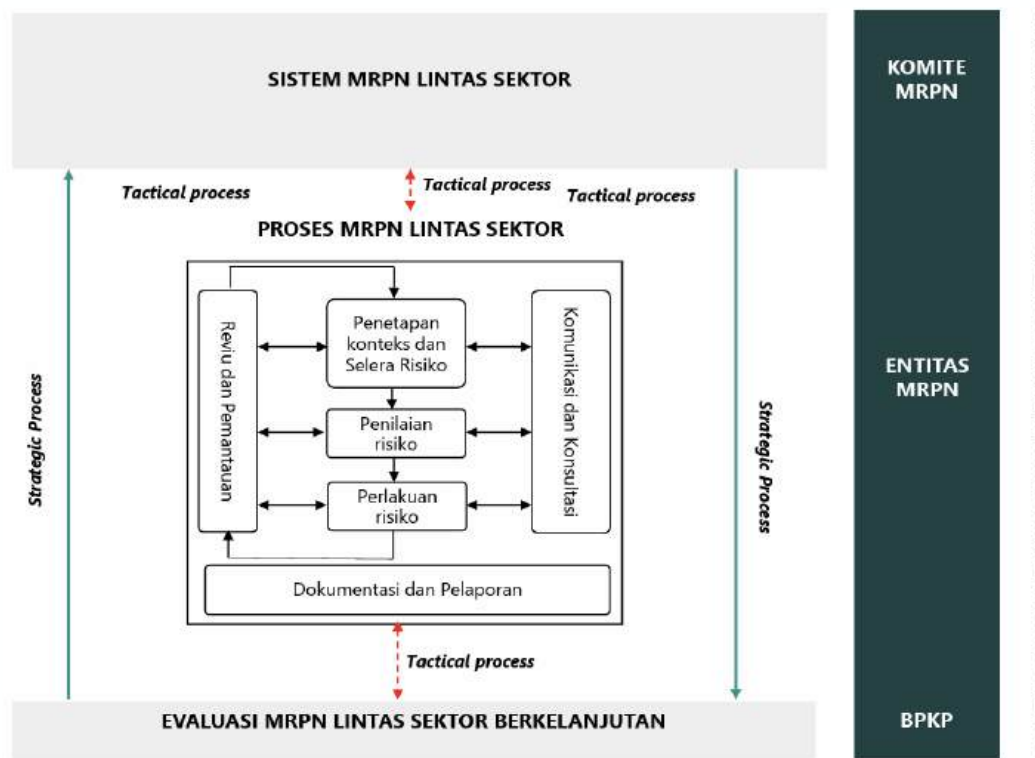 SISTEM MRPN LINTAS SEKTOR
KOMITE
MRPN
Tactical process
Tactical process
Tactical process
PROSES MRPN LINTAS SEKTOR
Reviu dan Pemantauan
Penetapan
konteks dan
Selera Risiko
Komunikasi dan Konsultasi
Penilaian
risiko
Perlakuan
risiko
Dokumentasi dan Pelaporan
Strategic Process
Strategic Process
ENTITAS
MRPN
Tactical process
EVALUASI MRPN LINTAS SEKTOR BERKELANJUTAN
BPKP